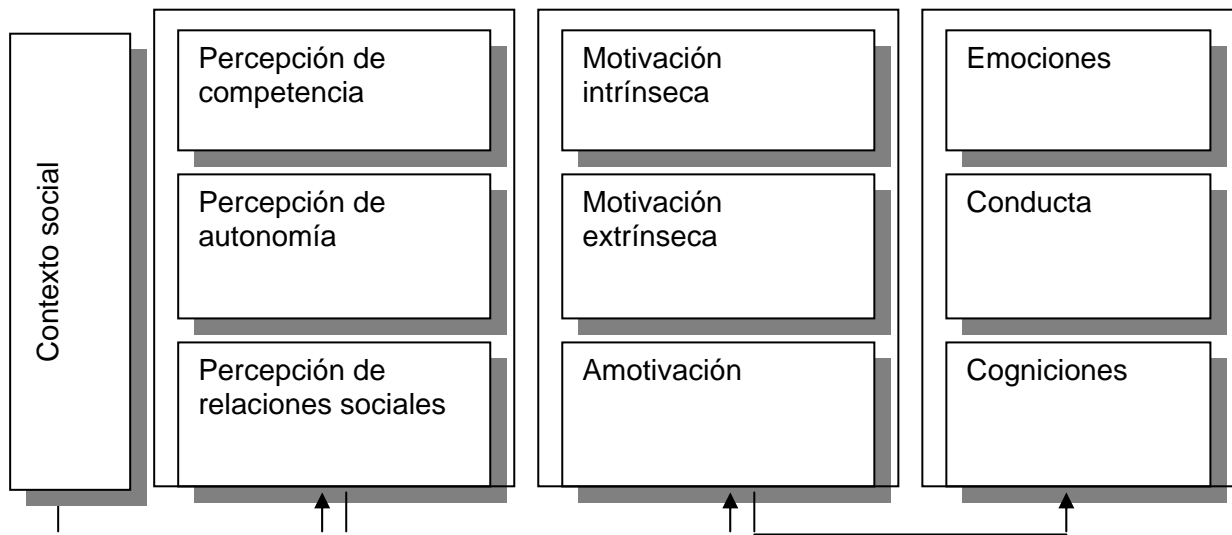 Contexto social
Percepción de
competencia
Percepción de
autonomía
Percepción de
relaciones sociales
Motivación
intrínseca
Motivación
extrínseca
Amotivación
Emociones
Conducta
Cogniciones